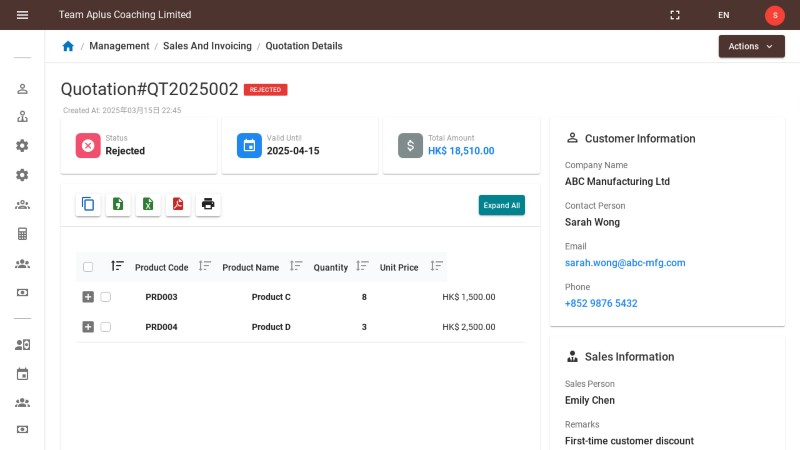 Team Aplus Coaching Limited
EN
S
Management / Sales And Invoicing / Quotation Details
Actions
Quotation#QT2025002 REJECTED
Created At: 2025年03月15日 22:45
Status
Rejected
Valid Until
2025-04-15
Total Amount
HK$ 18,510.00
Expand All
Product Code Product Name Quantity Unit Price
PRD003 Product C 8 HK$ 1,500.00
PRD004 Product D 3 HK$ 2,500.00
Customer Information
Company Name
ABC Manufacturing Ltd
Contact Person
Sarah Wong
Email
sarah.wong@abc-mfg.com
Phone
+852 9876 5432
Sales Information
Sales Person
Emily Chen
Remarks
First-time customer discount